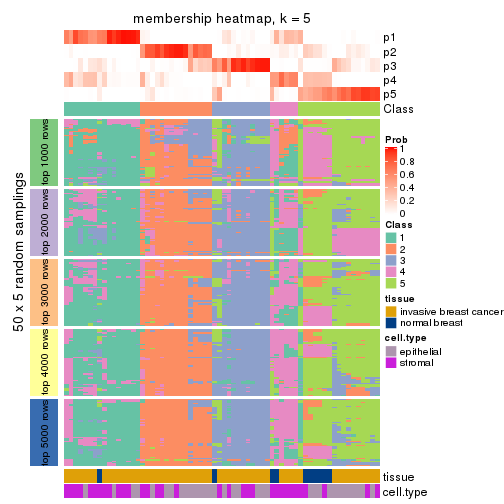 membership heatmap, k = 5
p1
p2
p3
p4
p5
Class
50 x 5 random samplings
top 1000 rows
top 2000 rows
top 3000 rows
top 4000 rows
top 5000 rows
tissue
cell.type
Prob
1
0.8
0.6
0.4
0.2
0
Class
1
2
3
4
5
tissue
invasive breast cancer
normal breast
cell.type
epithelial
stromal